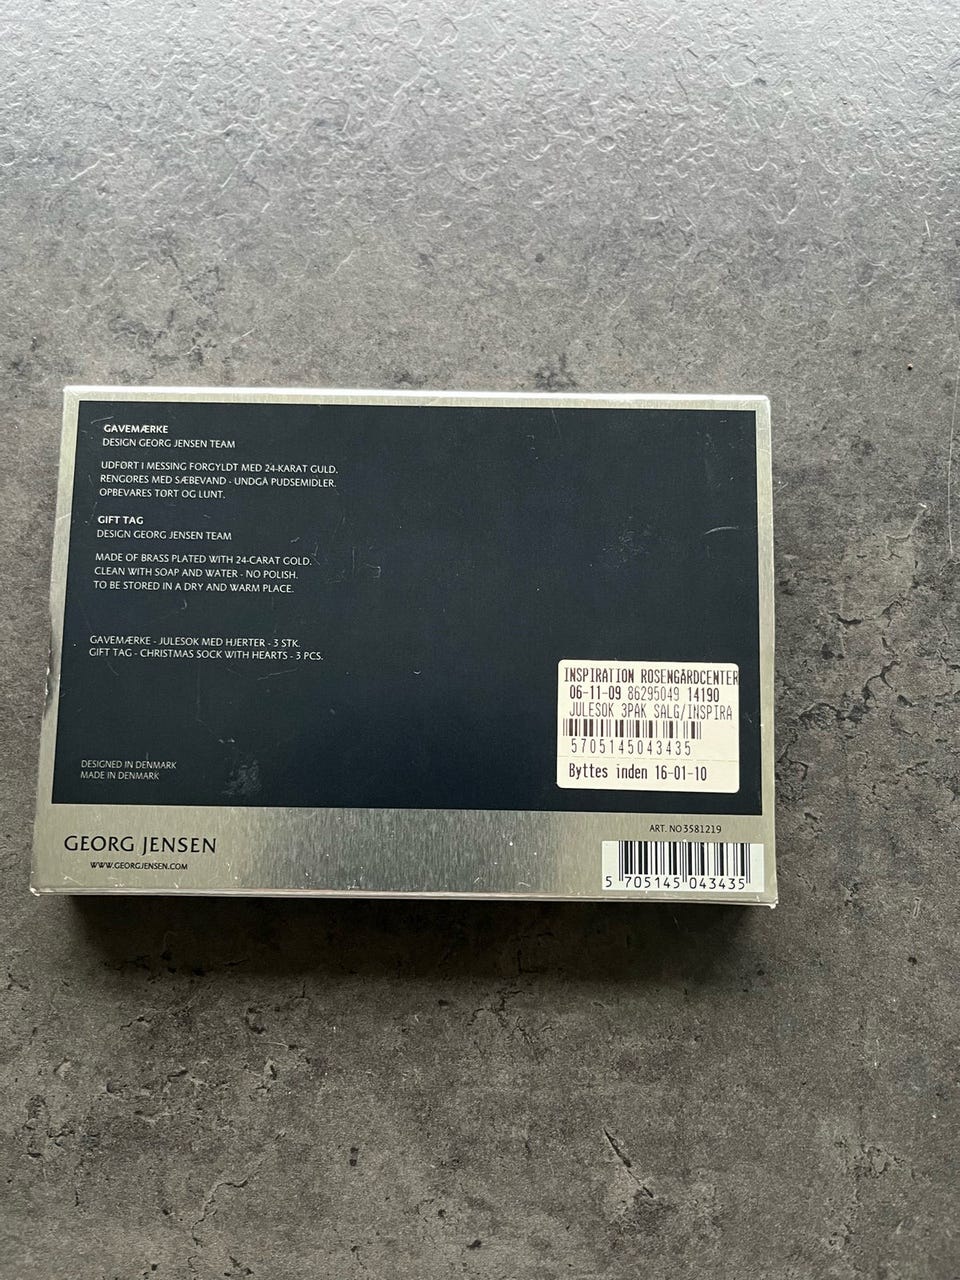 GAVEMÆRKE
DESIGN GEORG JENSEN TEAM
UDFØRT I MESSING FORGYLDT MED 24-KARAT GULD.
RENGØRES MED SÆBEVAND - UNDGÅ PUDSEMIDLER.
OPBEVARES TØRT OG LUNT.
GIFT TAG
DESIGN GEORG JENSEN TEAM
MADE OF BRASS PLATED WITH 24-CARAT GOLD.
CLEAN WITH SOAP AND WATER - NO POLISH.
TO BE STORED IN A DRY AND WARM PLACE.
GAVEMÆRKE - JULESOK MED HJERTER - 3 STK.
GIFT TAG - CHRISTMAS SOCK WITH HEARTS - 3 PCS.
INSPIRATION ROSENGÅRDCENTER
06-11-09 86295049 14190
JULESOK 3PAK SALG/INSPIRA
5705145043435
Byttes inden 16-01-10
DESIGNED IN DENMARK
MADE IN DENMARK
GEORG JENSEN
WWW.GEORGJENSEN.COM
ART. NO 3581219
5 705145 043435